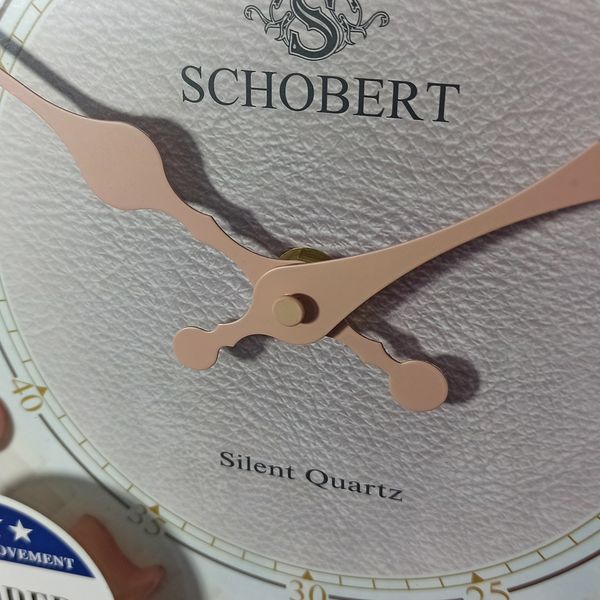 S
SCHOBERT
Silent Quartz
40
35
30
25
OVEMENT